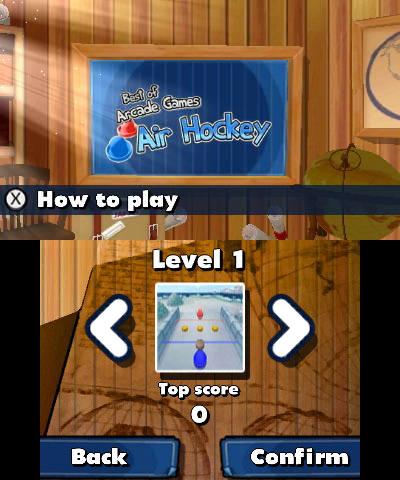 Best of
Arcade Games
Air Hockey
X How to play
Level 1
Top score
0
Back
Confirm